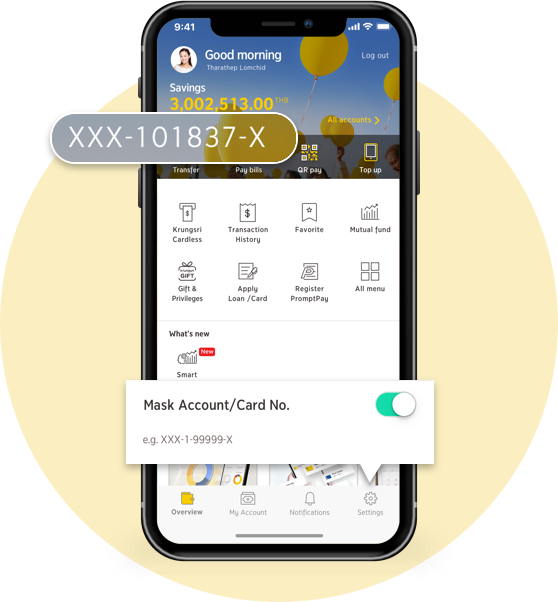 9:41
Good morning
Log out
Tharathep Lomchid
Savings
3,002,513.00 THB
All accounts >
XXX-101837-X
Transfer
Pay bills
QR pay
Top up
Krungsri Cardless
Transaction History
Favorite
Mutual fund
GIFT
Gift & Privileges
Apply Loan /Card
Register PromptPay
All menu
What's new
New
Smart
Mask Account/Card No.
e.g. XXX-1-99999-X
Overview
My Account
Notifications
Settings